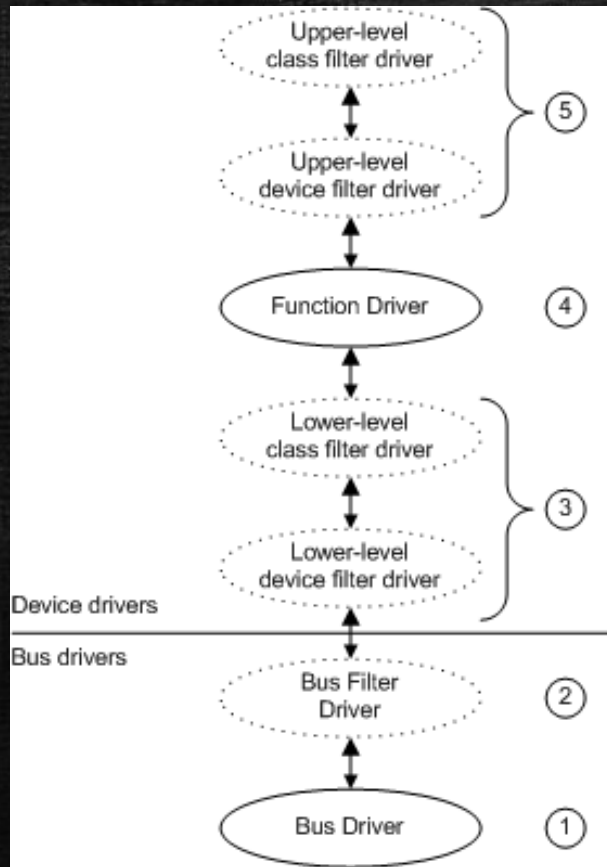 Upper-level
class filter driver
5
Upper-level
device filter driver
Function Driver
4
Lower-level
class filter driver
3
Lower-level
device filter driver
Device drivers
Bus drivers
Bus Filter
Driver
2
Bus Driver
1